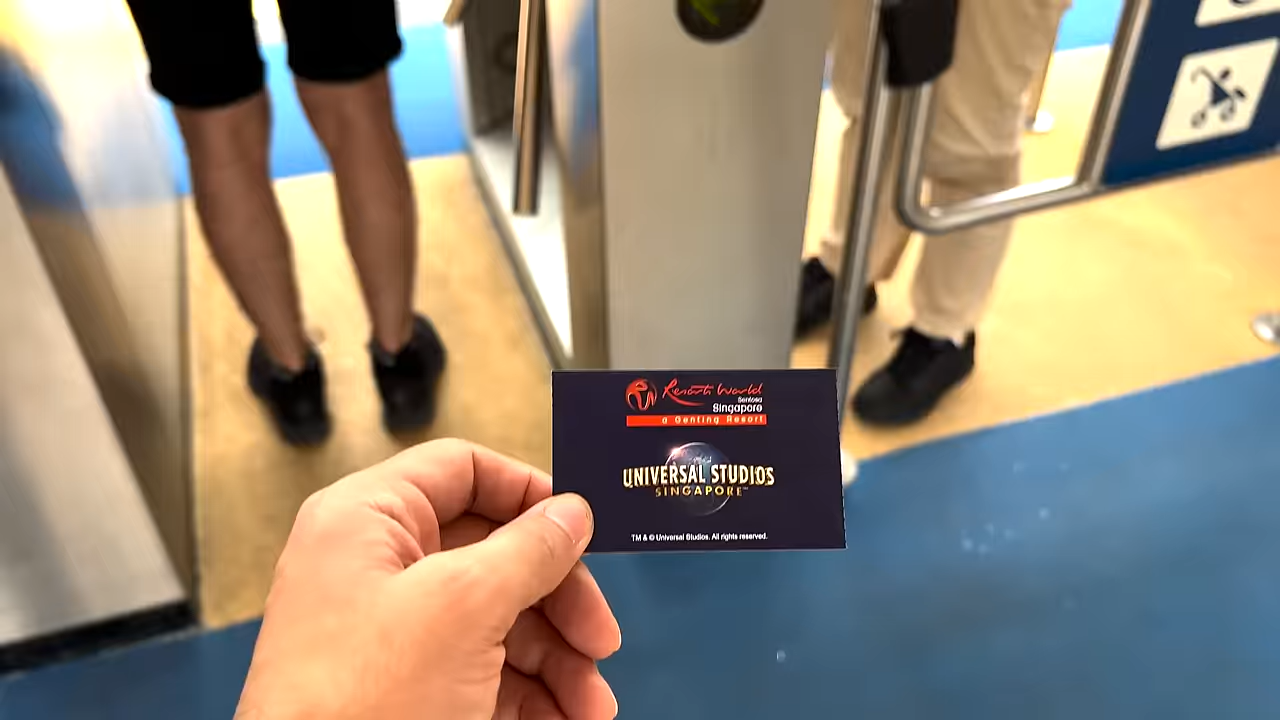 Resorts World
Sentosa
Singapore
a Genting Resort
UNIVERSAL STUDIOS
SINGAPORE™
TM & © Universal Studios. All rights reserved.